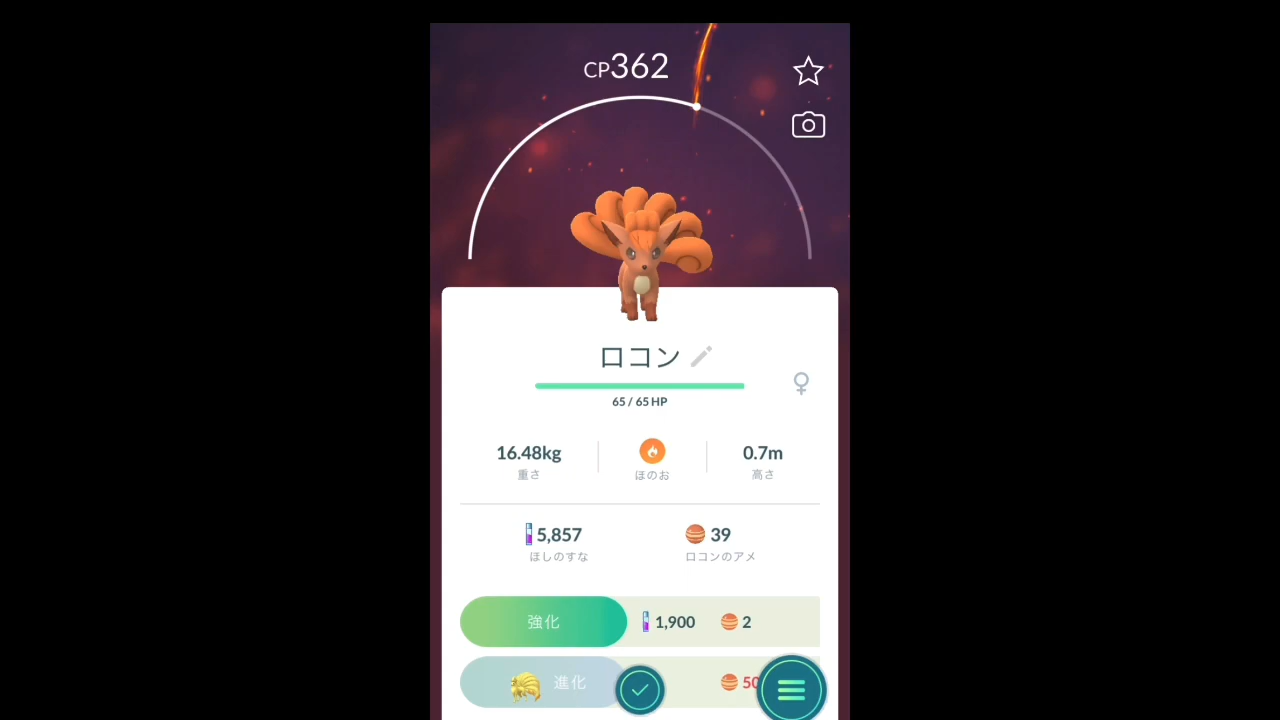 CP362
ロコン
65 / 65 HP
16.48kg
重さ
ほのお
0.7m
高さ
5,857
ほしのすな
39
ロコンのアメ
強化 1,900 2
進化 50